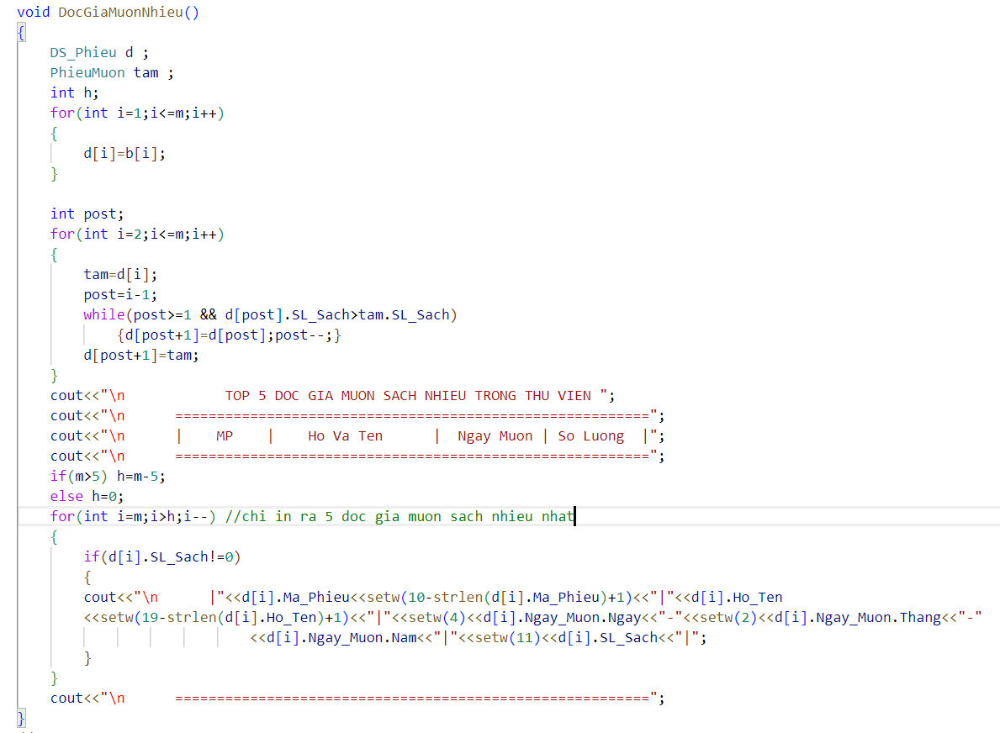 void DocGiaMuonNhieu()
{
    DS_Phieu d ;
    PhieuMuon tam ;
    int h;
    for(int i=1;i<=m;i++)
    {
        d[i]=b[i];
    }

    int post;
    for(int i=2;i<=m;i++)
    {
        tam=d[i];
        post=i-1;
        while(post>=1 && d[post].SL_Sach>tam.SL_Sach)
            {d[post+1]=d[post];post--;}
        d[post+1]=tam;
    }
    cout<<"\n            TOP 5 DOC GIA MUON SACH NHIEU TRONG THU VIEN ";
    cout<<"\n      =========================================================";
    cout<<"\n      |    MP    |    Ho Va Ten      |  Ngay Muon | So Luong  |";
    cout<<"\n      =========================================================";
    if(m>5) h=m-5;
    else h=0;
    for(int i=m;i>h;i--) //chi in ra 5 doc gia muon sach nhieu nhat
    {
        if(d[i].SL_Sach!=0)
        {
        cout<<"\n      |"<<d[i].Ma_Phieu<<setw(10-strlen(d[i].Ma_Phieu)+1)<<"|"<<d[i].Ho_Ten
        <<setw(19-strlen(d[i].Ho_Ten)+1)<<"|"<<setw(4)<<d[i].Ngay_Muon.Ngay<<"-"<<setw(2)<<d[i].Ngay_Muon.Thang<<"-"
                            <<d[i].Ngay_Muon.Nam<<"|"<<setw(11)<<d[i].SL_Sach<<"|";
        }
    }
    cout<<"\n      =========================================================";
}